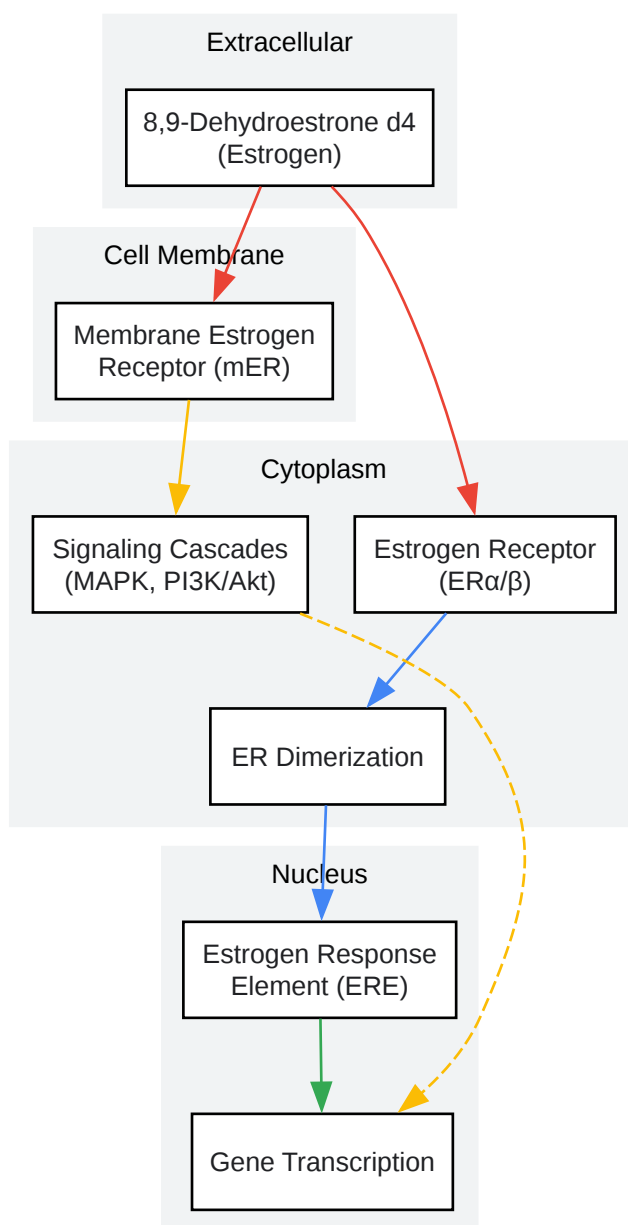 Extracellular
8,9-Dehydroestrone d4
(Estrogen)
Cell Membrane
Membrane Estrogen
Receptor (mER)
Cytoplasm
Signaling Cascades
(MAPK, PI3K/Akt)
Estrogen Receptor
(ERα/β)
ER Dimerization
Nucleus
Estrogen Response
Element (ERE)
Gene Transcription